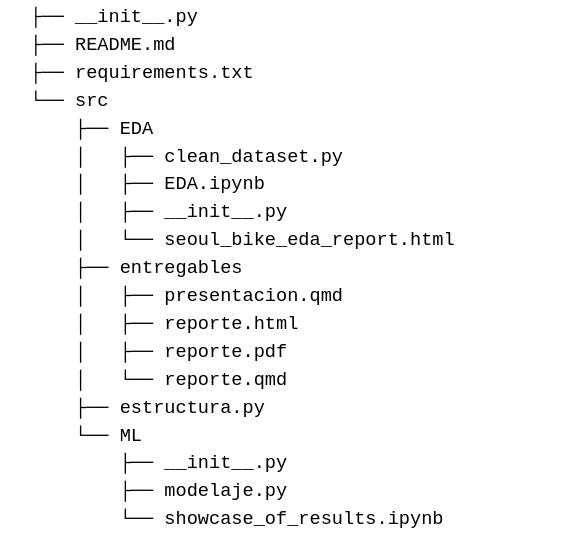 ├── __init__.py
├── README.md
├── requirements.txt
└── src
    ├── EDA
    │   ├── clean_dataset.py
    │   ├── EDA.ipynb
    │   ├── __init__.py
    │   └── seoul_bike_eda_report.html
    ├── entregables
    │   ├── presentacion.qmd
    │   ├── reporte.html
    │   ├── reporte.pdf
    │   └── reporte.qmd
    ├── estructura.py
    └── ML
        ├── __init__.py
        ├── modelaje.py
        └── showcase_of_results.ipynb